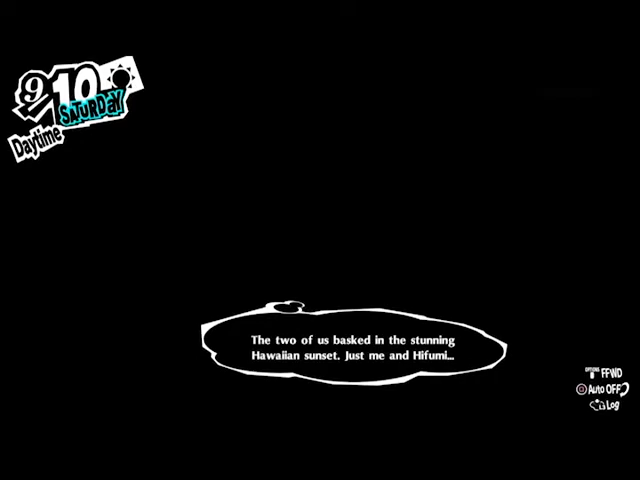 9/10
SATURDAY
Daytime
The two of us basked in the stunning
Hawaiian sunset. Just me and Hifumi...
OPTIONS FFWD
Auto OFF
Log